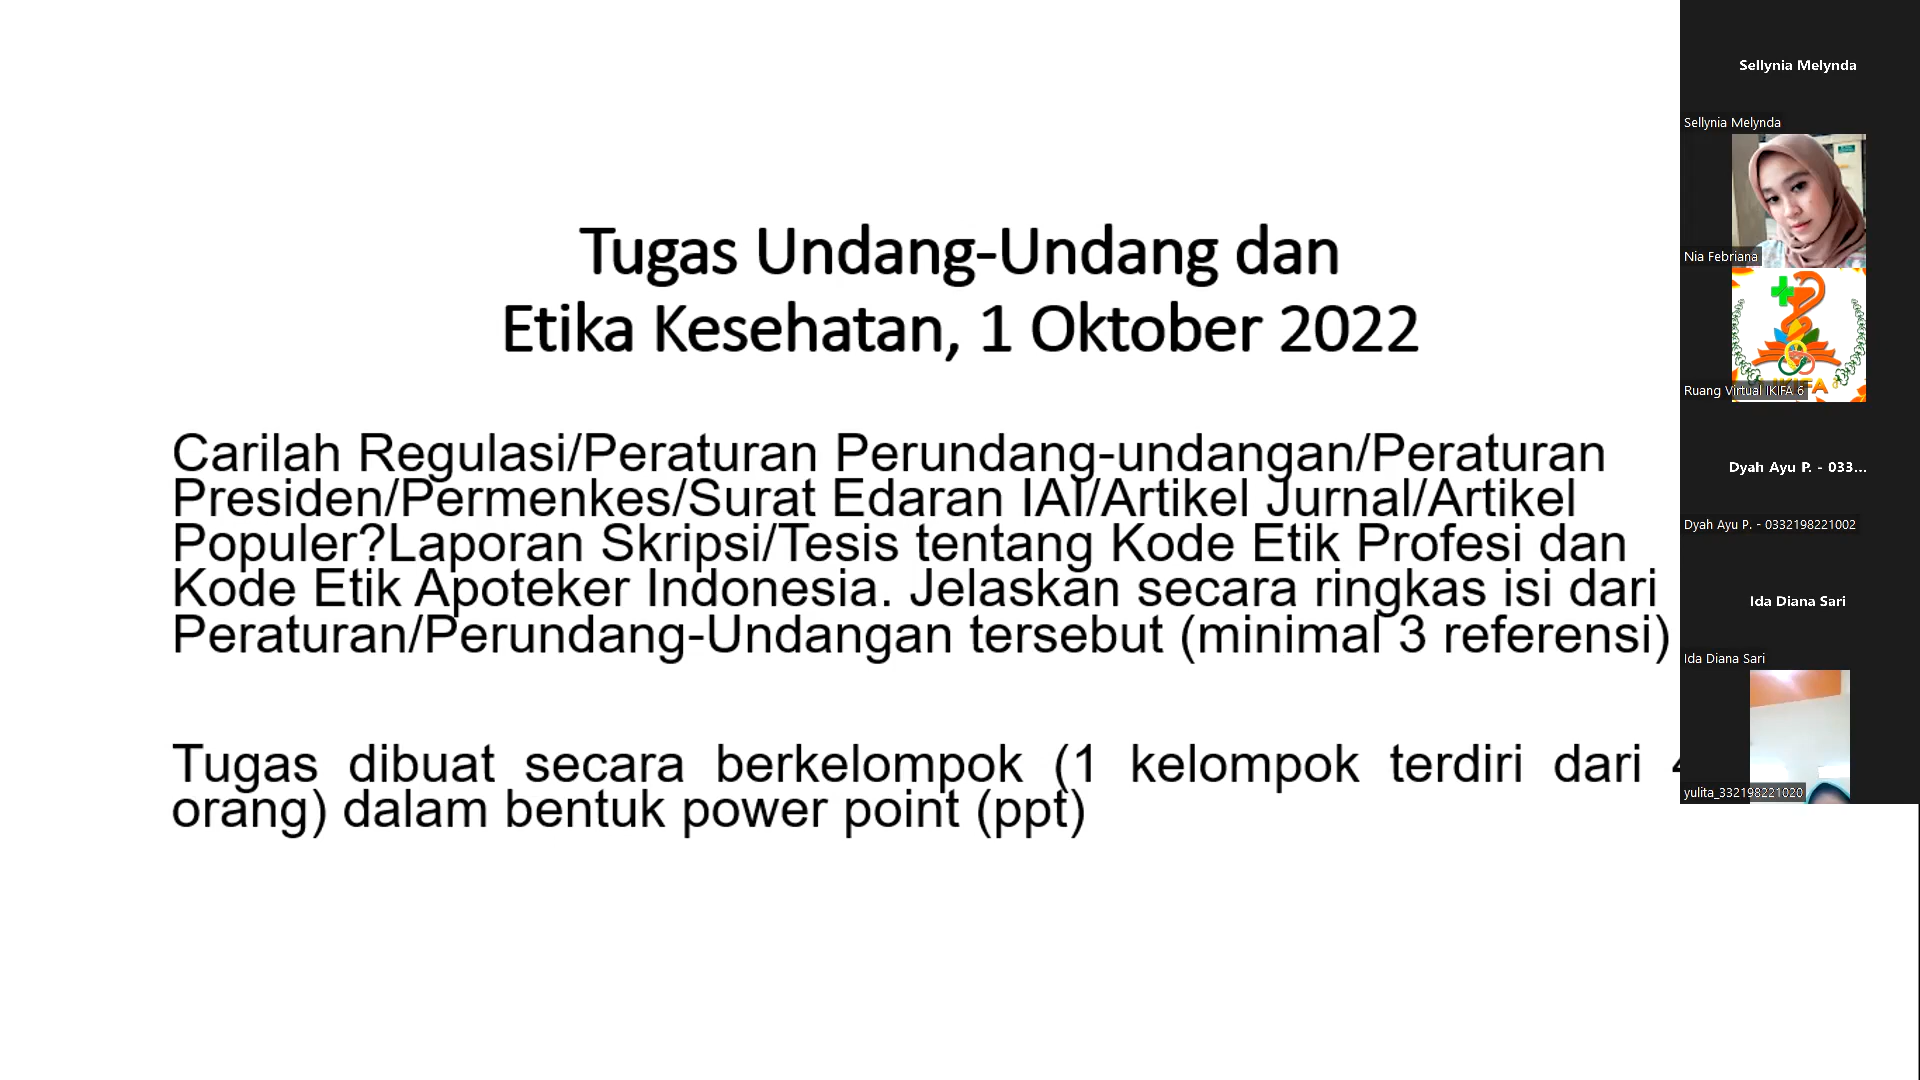 Tugas Undang-Undang dan
Etika Kesehatan, 1 Oktober 2022
Carilah Regulasi/Peraturan Perundang-undangan/Peraturan
Presiden/Permenkes/Surat Edaran IAI/Artikel Jurnal/Artikel
Populer?Laporan Skripsi/Tesis tentang Kode Etik Profesi dan
Kode Etik Apoteker Indonesia. Jelaskan secara ringkas isi dari
Peraturan/Perundang-Undangan tersebut (minimal 3 referensi)
Tugas dibuat secara berkelompok (1 kelompok terdiri dari 4
orang) dalam bentuk power point (ppt)
Sellynia Melynda
Sellynia Melynda
Nia Febriana
IKIFA
Ruang Virtual IKIFA 6
Dyah Ayu P. - 033...
Dyah Ayu P. - 0332198221002
Ida Diana Sari
Ida Diana Sari
yulita_332198221020